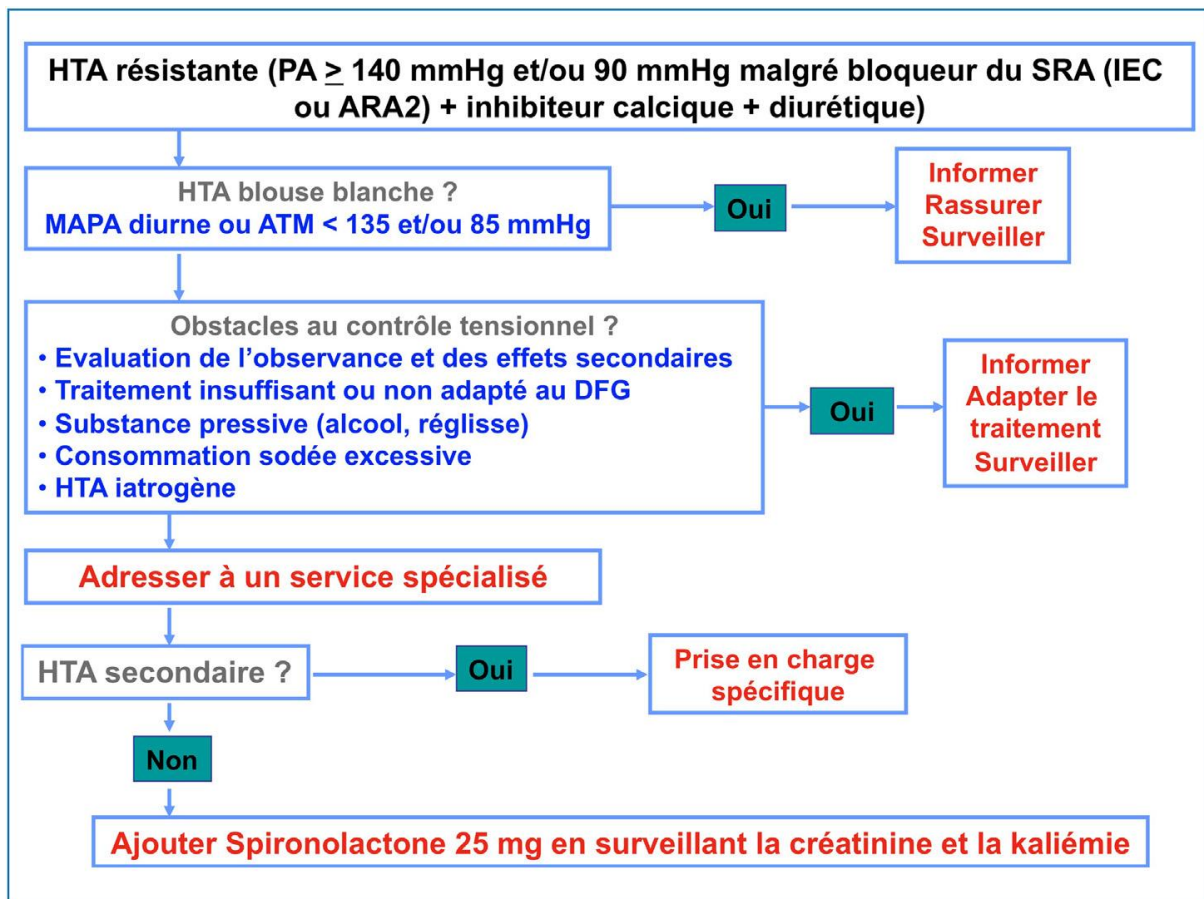 HTA résistante (PA ≥ 140 mmHg et/ou 90 mmHg malgré bloqueur du SRA (IEC
ou ARA2) + inhibiteur calcique + diurétique)
HTA blouse blanche ?
MAPA diurne ou ATM < 135 et/ou 85 mmHg
Oui
Informer
Rassurer
Surveiller
Obstacles au contrôle tensionnel ?
• Evaluation de l'observance et des effets secondaires
• Traitement insuffisant ou non adapté au DFG
• Substance pressive (alcool, réglisse)
• Consommation sodée excessive
• HTA iatrogène
Oui
Informer
Adapter le
traitement
Surveiller
Adresser à un service spécialisé
HTA secondaire ?
Oui
Prise en charge
spécifique
Non
Ajouter Spironolactone 25 mg en surveillant la créatinine et la kaliémie